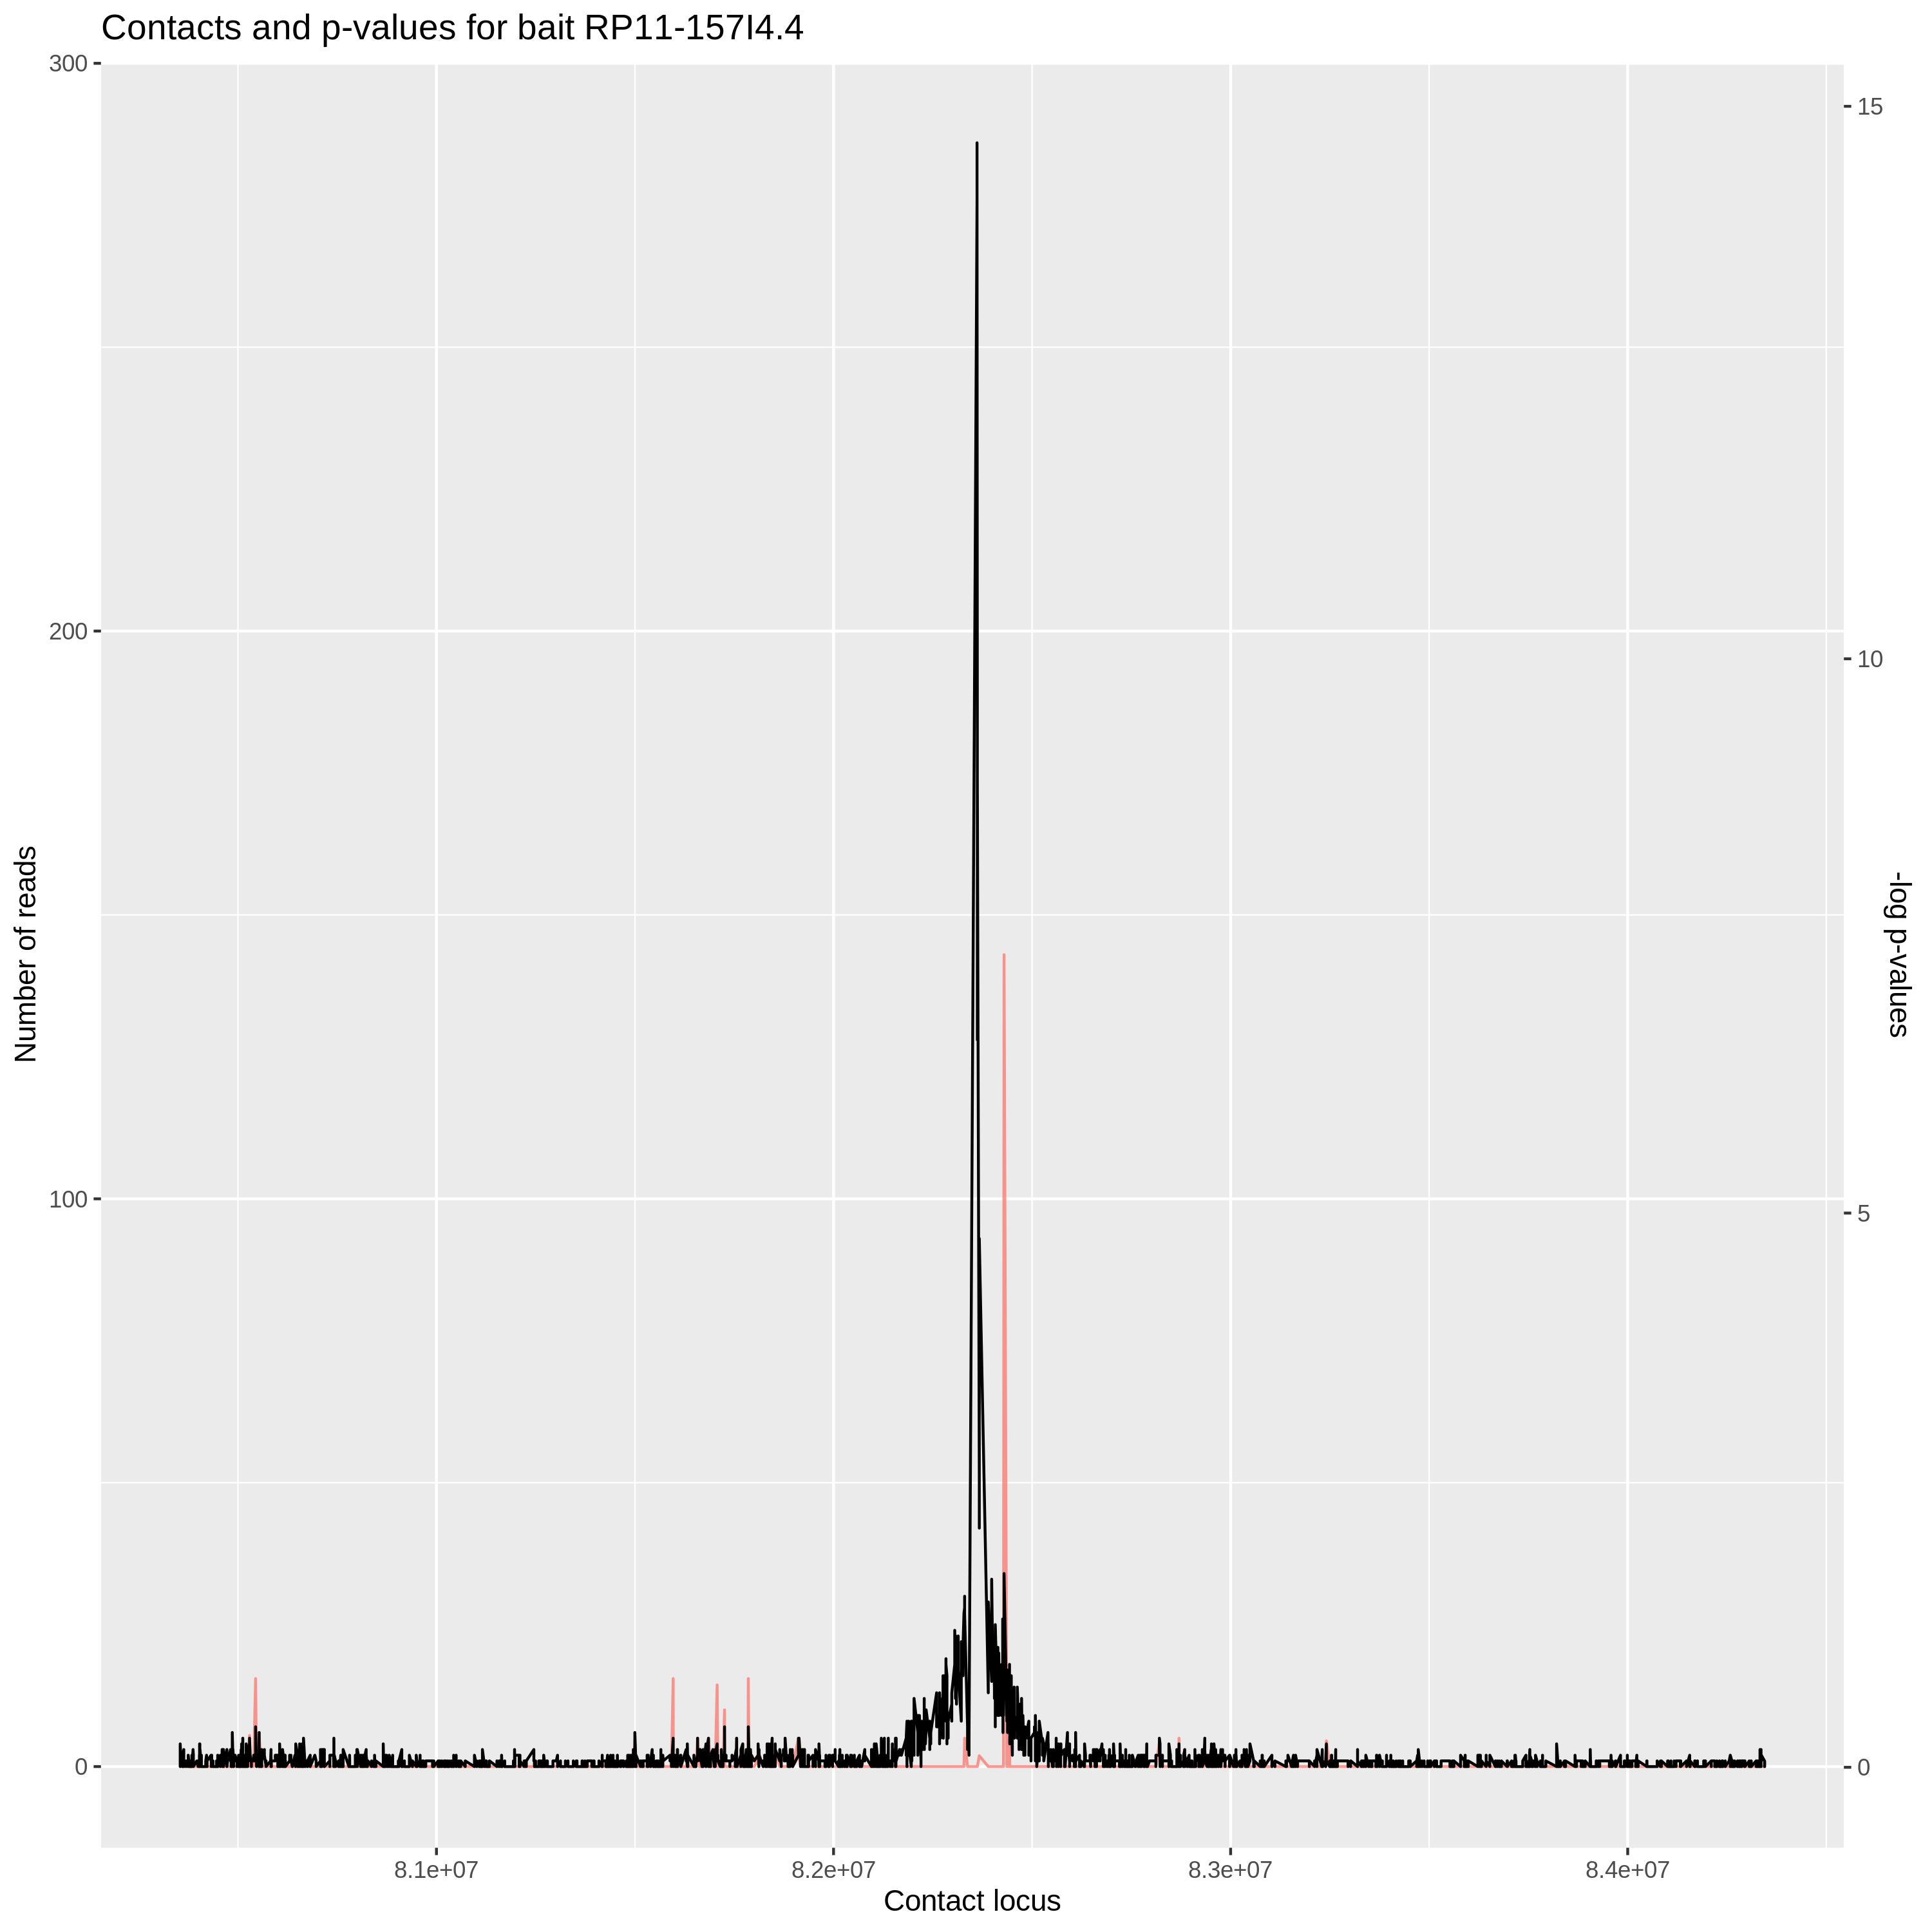 Contacts and p-values for bait RP11-157I4.4
300
200
100
0
Number of reads
15
10
5
0
-log p-values
8.1e+07
8.2e+07
8.3e+07
8.4e+07
Contact locus